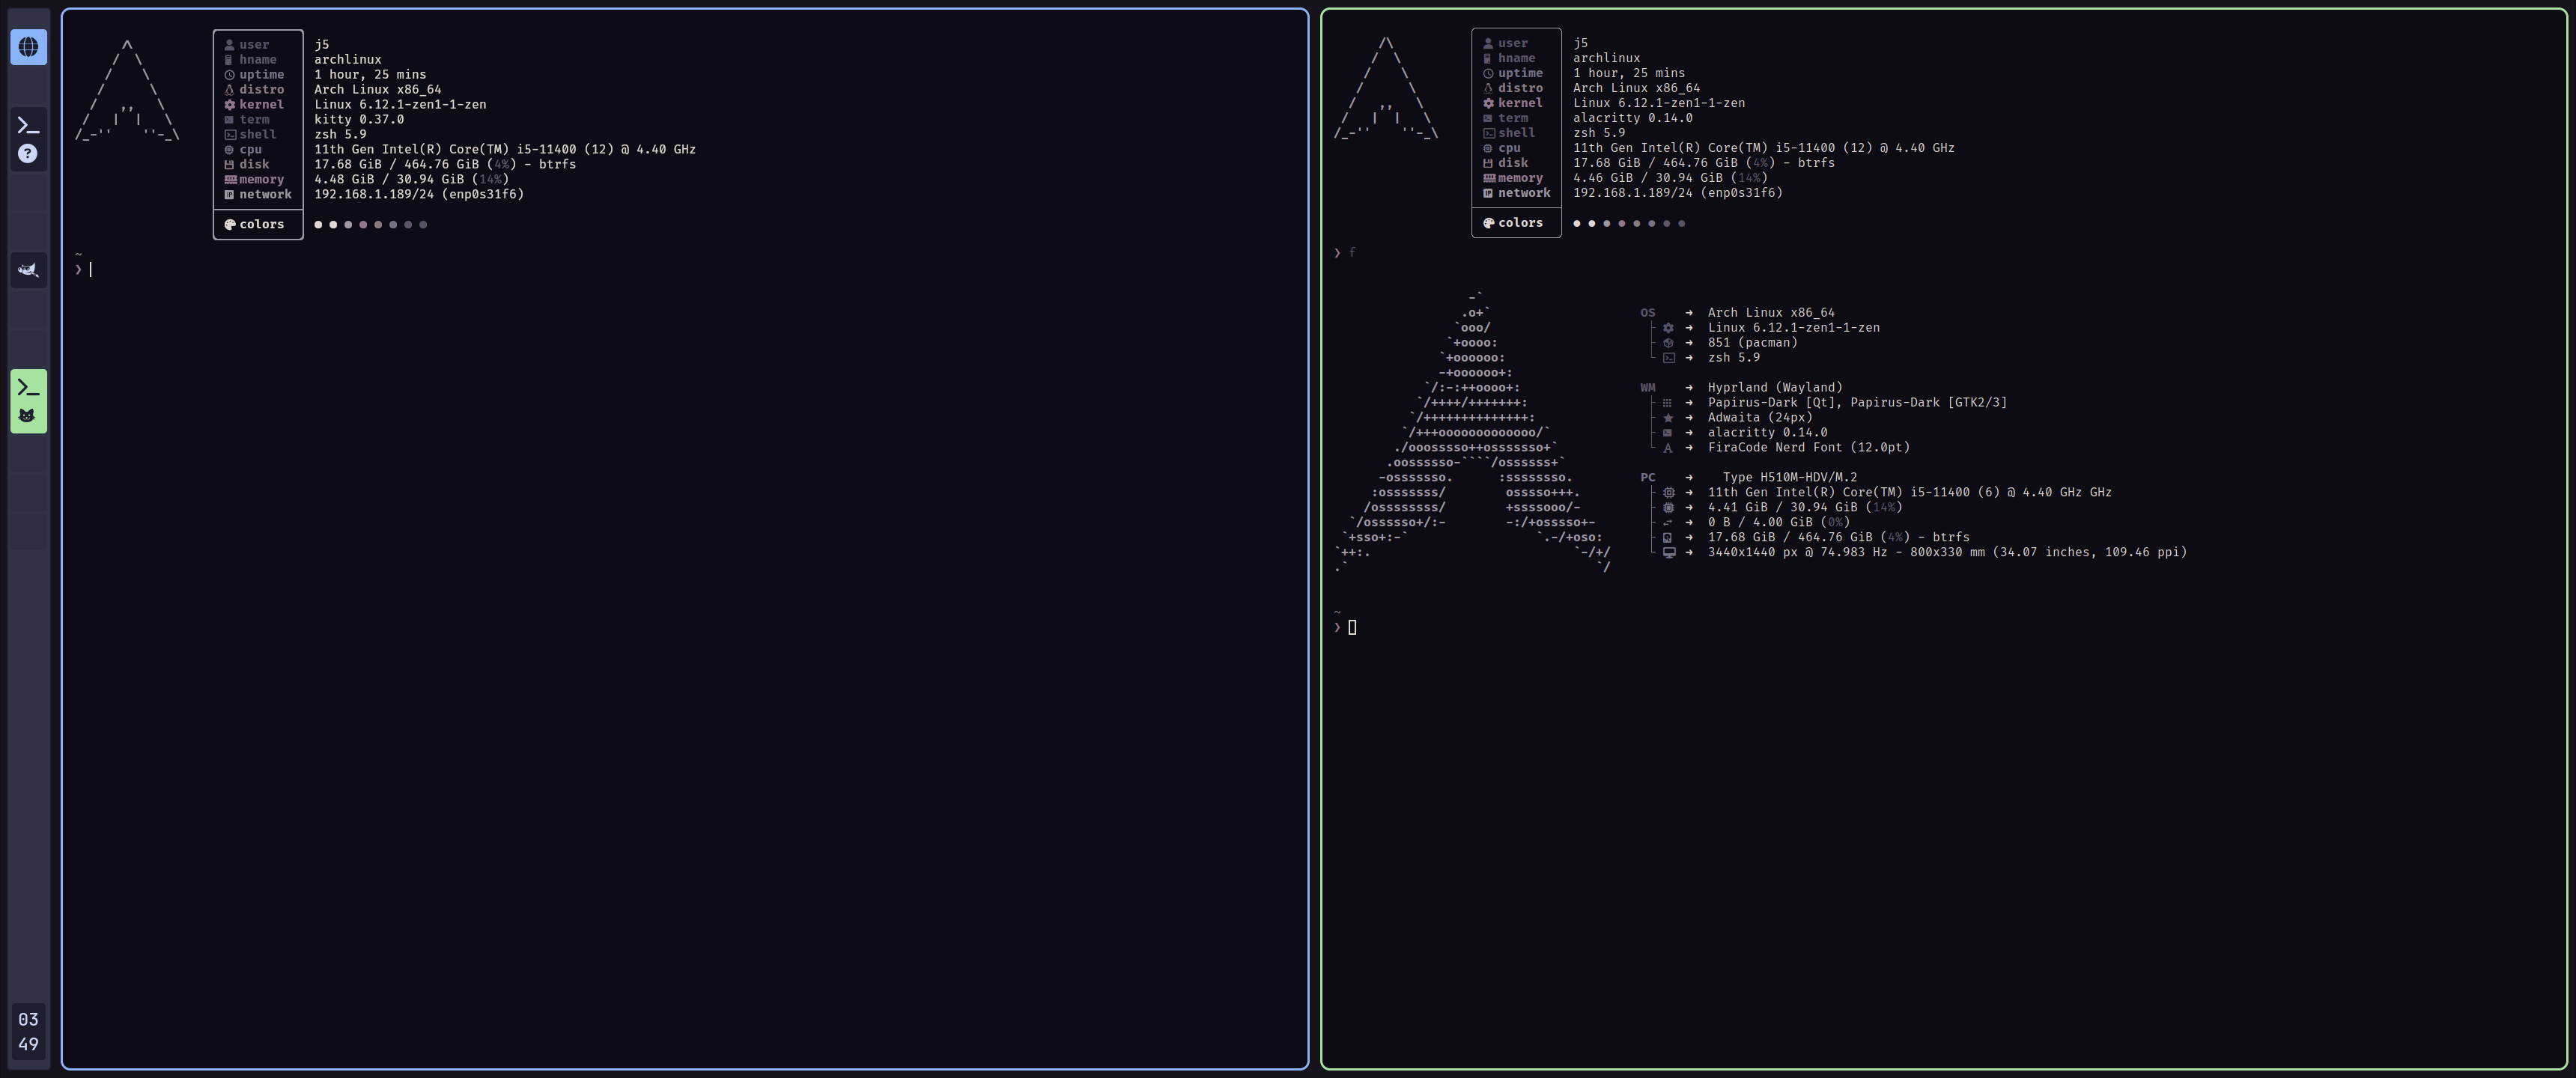 user j5
hname archlinux
uptime 1 hour, 25 mins
distro Arch Linux x86_64
kernel Linux 6.12.1-zen1-1-zen
term kitty 0.37.0
shell zsh 5.9
cpu 11th Gen Intel(R) Core(TM) i5-11400 (12) @ 4.40 GHz
disk 17.68 GiB / 464.76 GiB (4%) - btrfs
memory 4.48 GiB / 30.94 GiB (14%)
network 192.168.1.189/24 (enp0s31f6)
colors
~
❯
user j5
hname archlinux
uptime 1 hour, 25 mins
distro Arch Linux x86_64
kernel Linux 6.12.1-zen1-1-zen
term alacritty 0.14.0
shell zsh 5.9
cpu 11th Gen Intel(R) Core(TM) i5-11400 (12) @ 4.40 GHz
disk 17.68 GiB / 464.76 GiB (4%) - btrfs
memory 4.46 GiB / 30.94 GiB (14%)
network 192.168.1.189/24 (enp0s31f6)
colors
❯ f
OS ➜ Arch Linux x86_64
➜ Linux 6.12.1-zen1-1-zen
➜ 851 (pacman)
➜ zsh 5.9
WM ➜ Hyprland (Wayland)
➜ Papirus-Dark [Qt], Papirus-Dark [GTK2/3]
➜ Adwaita (24px)
➜ alacritty 0.14.0
➜ FiraCode Nerd Font (12.0pt)
PC ➜ Type H510M-HDV/M.2
➜ 11th Gen Intel(R) Core(TM) i5-11400 (6) @ 4.40 GHz GHz
➜ 4.41 GiB / 30.94 GiB (14%)
➜ 0 B / 4.00 GiB (0%)
➜ 17.68 GiB / 464.76 GiB (4%) - btrfs
➜ 3440x1440 px @ 74.983 Hz - 800x330 mm (34.07 inches, 109.46 ppi)
~
❯
03
49